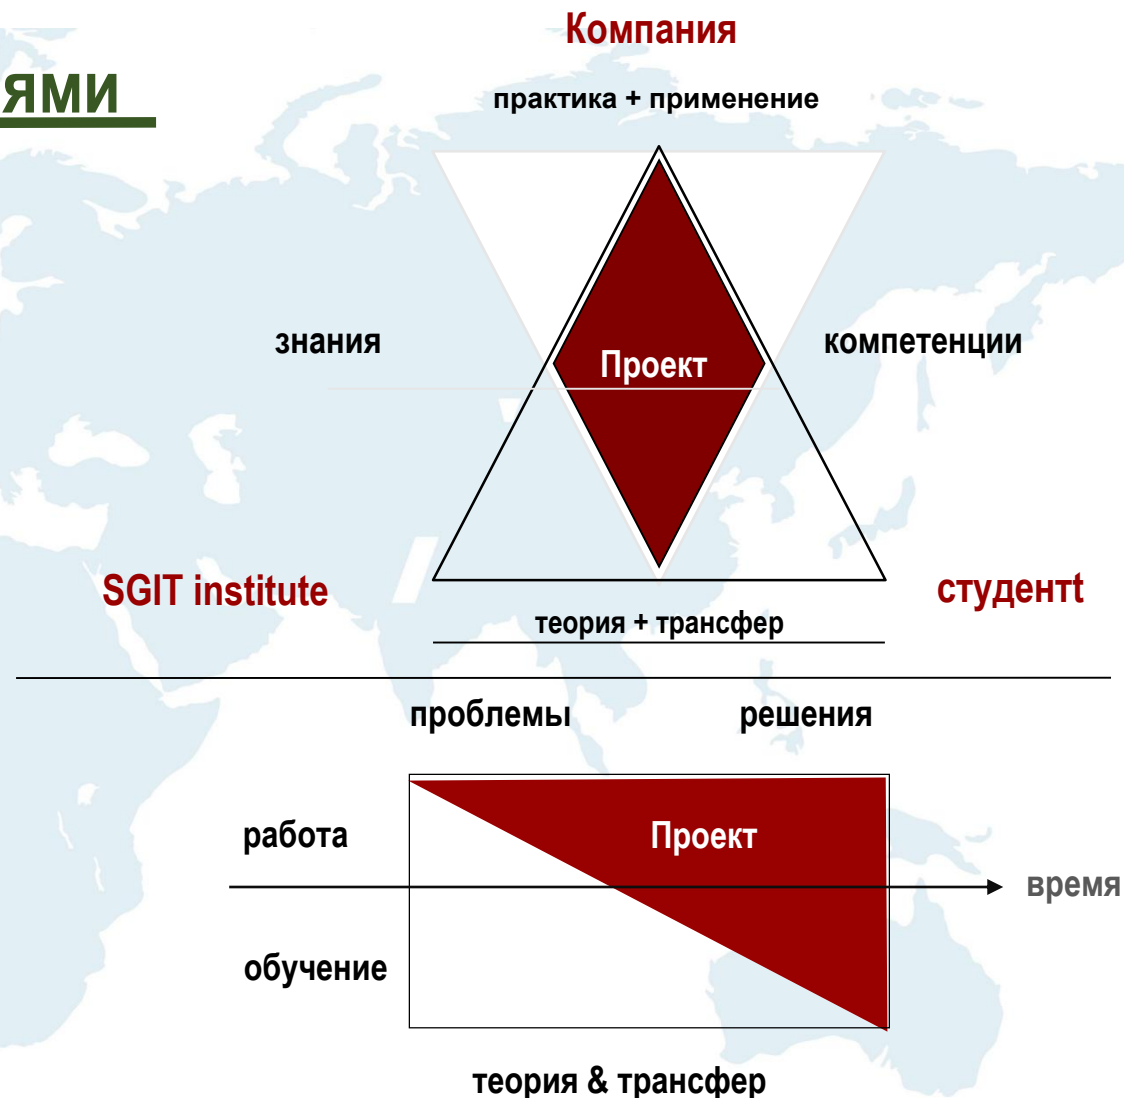 Компания
ЯМИ
практика + применение
знания
компетенции
Проект
SGIT institute
студентt
теория + трансфер
проблемы
решения
работа
Проект
время
обучение
теория & трансфер